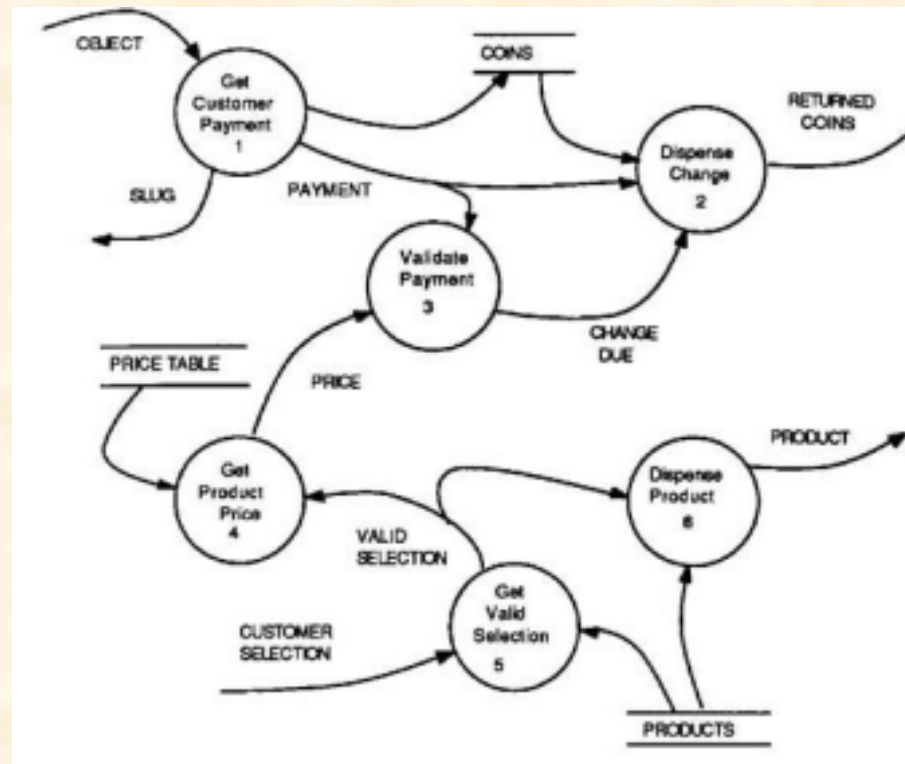 OBJECT
COINS
Get
Customer
Payment
1
RETURNED
COINS
Dispense
Change
2
SLUG
PAYMENT
Validate
Payment
3
CHANGE
DUE
PRICE TABLE
PRICE
PRODUCT
Get
Product
Price
4
Dispense
Product
6
VALID
SELECTION
Get
Valid
Selection
5
CUSTOMER
SELECTION
PRODUCTS